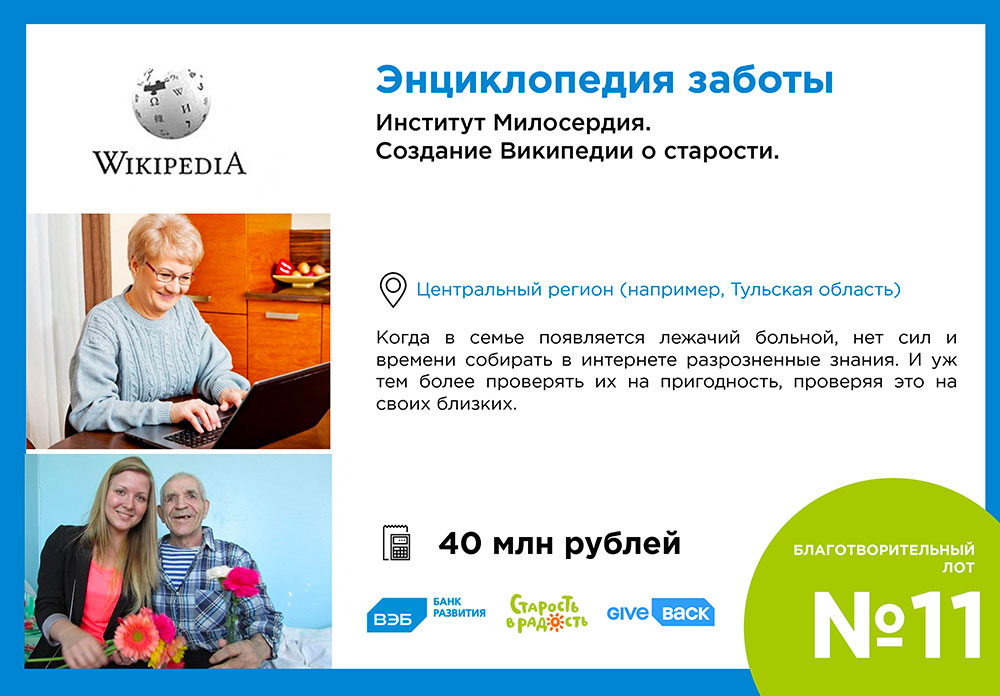 WIKIPEDIA
Энциклопедия заботы
Институт Милосердия.
Создание Википедии о старости.
Центральный регион (например, Тульская область)
Когда в семье появляется лежачий больной, нет сил и
времени собирать в интернете разрозненные знания. И уж
тем более проверять их на пригодность, проверяя это на
своих близких.
40 млн рублей
ВЭБ
БАНК
РАЗВИТИЯ
Старость
в радость
GIVE BACK
БЛАГОТВОРИТЕЛЬНЫЙ
ЛОТ
№11